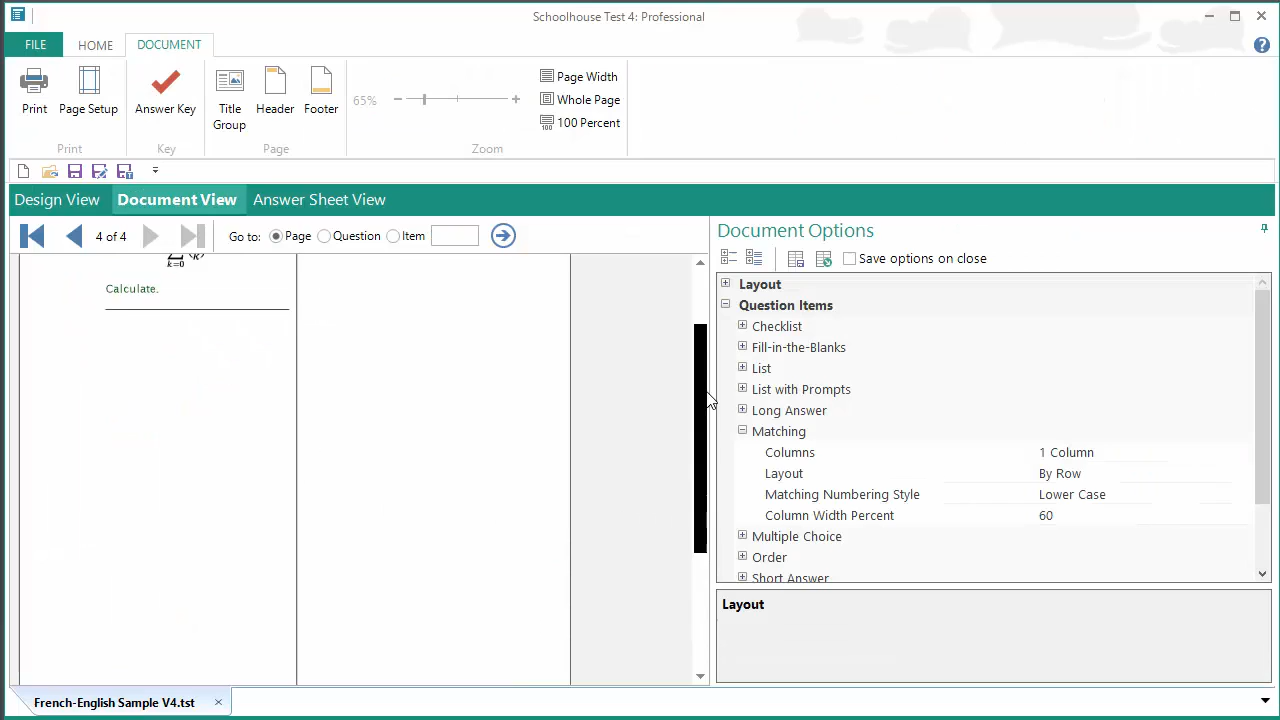 Schoolhouse Test 4: Professional
FILE HOME DOCUMENT
Print Page Setup Answer Key Title Group Header Footer 65% Page Width Whole Page 100 Percent
Print Key Page Zoom
Design View Document View Answer Sheet View
4 of 4 Go to: Page Question Item
k=0
Calculate.
Document Options
Save options on close
Layout
Question Items
Checklist
Fill-in-the-Blanks
List
List with Prompts
Long Answer
Matching
Columns 1 Column
Layout By Row
Matching Numbering Style Lower Case
Column Width Percent 60
Multiple Choice
Order
Short Answer
Layout
French-English Sample V4.tst